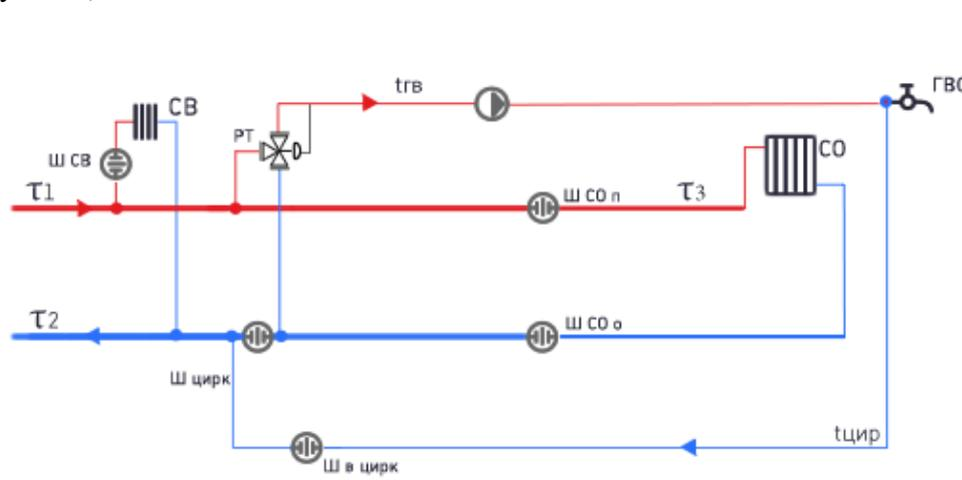 tгв
ГВС
СВ
РТ
Ш СВ
СО
τ1
Ш СО п
τ3
τ2
Ш СО о
Ш цирк
tцир
Ш в цирк